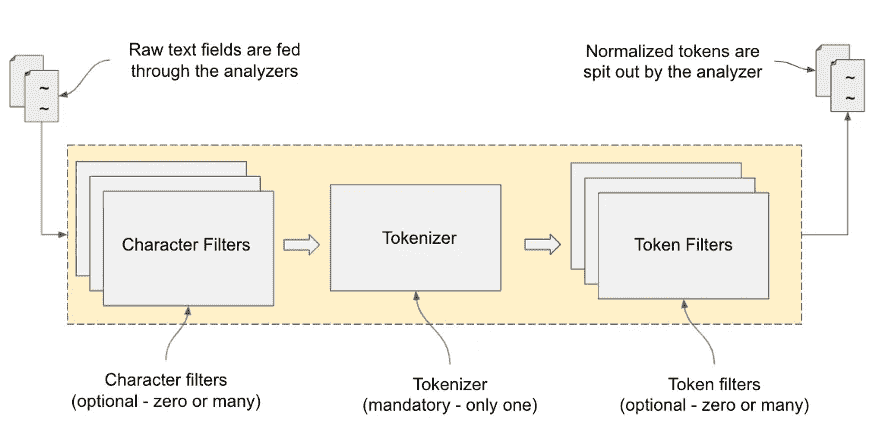 Raw text fields are fed
through the analyzers
Normalized tokens are
spit out by the analyzer
~
~
~
~
Character Filters
Tokenizer
Token Filters
Character filters
(optional - zero or many)
Tokenizer
(mandatory - only one)
Token filters
(optional - zero or many)